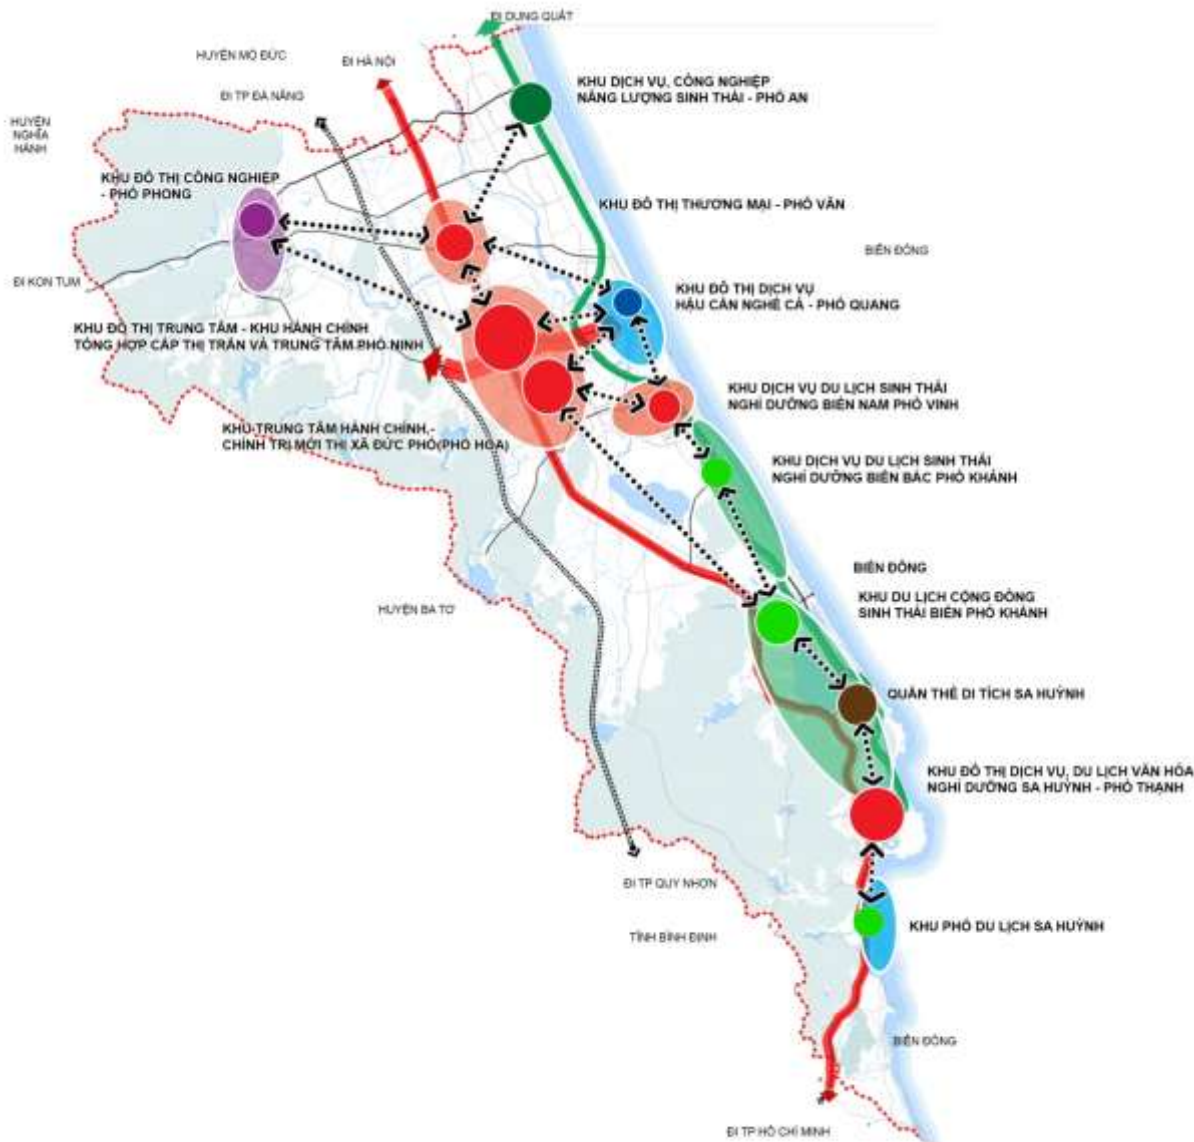 ĐI DUNG QUẤT
HUYỆN MỘ ĐỨC
ĐI HÀ NỘI
ĐI TP ĐÀ NẴNG
KHU DỊCH VỤ, CÔNG NGHIỆP
NĂNG LƯỢNG SINH THÁI - PHỔ AN
HUYỆN
NGHĨA
HÀNH
KHU ĐÔ THỊ CÔNG NGHIỆP
- PHỔ PHONG
KHU ĐÔ THỊ THƯƠNG MẠI - PHỔ VĂN
BIỂN ĐÔNG
ĐI KON TUM
KHU ĐÔ THỊ DỊCH VỤ
HẬU CẦN NGHỀ CÁ - PHỔ QUANG
KHU ĐÔ THỊ TRUNG TÂM - KHU HÀNH CHÍNH
TỔNG HỢP CẤP THỊ TRẤN VÀ TRUNG TÂM PHỔ NINH
KHU DỊCH VỤ DU LỊCH SINH THÁI
NGHỈ DƯỠNG BIỂN NAM PHỔ VINH
KHU TRUNG TÂM HÀNH CHÍNH -
CHÍNH TRỊ MỚI THỊ XÃ ĐỨC PHỔ(PHỔ HÒA)
KHU DỊCH VỤ DU LỊCH SINH THÁI
NGHỈ DƯỠNG BIỂN BẮC PHỔ KHÁNH
BIỂN ĐÔNG
KHU DU LỊCH CỘNG ĐỒNG
SINH THÁI BIỂN PHỔ KHÁNH
HUYỆN BA TƠ
QUẦN THỂ DI TÍCH SA HUỲNH
KHU ĐÔ THỊ DỊCH VỤ, DU LỊCH VĂN HÓA
NGHỈ DƯỠNG SA HUỲNH - PHỔ THẠNH
ĐI TP QUY NHƠN
KHU PHỐ DU LỊCH SA HUỲNH
TỈNH BÌNH ĐỊNH
BIỂN ĐÔNG
ĐI TP HỒ CHÍ MINH